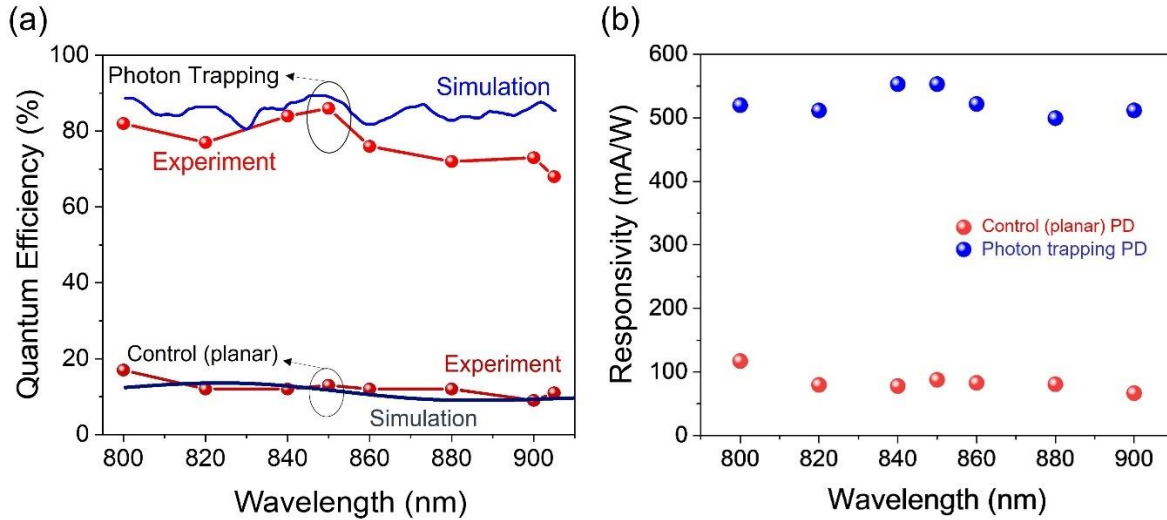 (a)
100
80
60
40
20
0
Quantum Efficiency (%)
Photon Trapping
Simulation
Experiment
Control (planar)
Experiment
Simulation
800 820 840 860 880 900
Wavelength (nm)
(b)
600
500
400
300
200
100
0
Responsivity (mA/W)
Control (planar) PD
Photon trapping PD
800 820 840 860 880 900
Wavelength (nm)